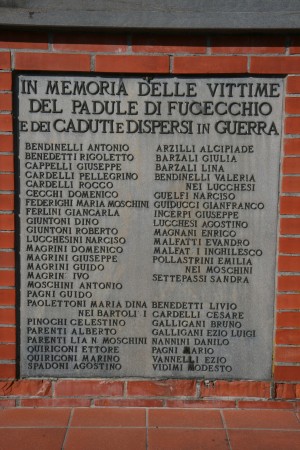 IN MEMORIA DELLE VITTIME
DEL PADULE DI FUCECCHIO
E DEI CADUTI E DISPERSI IN GUERRA
BENDINELLI ANTONIO
BENEDETTI RIGOLETTO
CAPPELLI GIUSEPPE
CARDELLI PELLEGRINO
CARDELLI ROCCO
CECCHI DOMENICO
FEDERIGHI MARIA MOSCHINI
FERLINI GIANCARLA
GIUNTONI DINO
GIUNTONI ROBERTO
LUCCHESINI NARCISO
MAGRINI DOMENICO
MAGRINI GIUSEPPE
MAGRINI GUIDO
MAGRINI IVO
MOSCHINI ANTONIO
PAGNI GUIDO
PAOLETTONI MARIA DINA
NEI BARTOLI
PINOCHI CELESTINO
PARENTI ALBERTO
PARENTI LIA N MOSCHINI
QUIRICONI ETTORE
QUIRICONI MARINO
SPADONI AGOSTINO
ARZILLI ALCIPIADE
BARZALI GIULIA
BARZALI LINA
BENDINELLI VALERIA
NEI LUCCHESI
GUELFI NARCISO
GUIDUCCI GIANFRANCO
INCERPI GIUSEPPE
LUCCHESI AGOSTINO
MAGNANI ENRICO
MALFATTI EVANDRO
MALFAT I INGHILESCO
POLLASTRINI EMILIA
NEI MOSCHINI
SETTEPASSI SANDRA
BENEDETTI LIVIO
CARDELLI CESARE
GALLIGANI BRUNO
GALLIGANI EZIO LUIGI
NANNINI DANILO
PAGNI MARIO
VANNELLI EZIO
VIDIMI MODESTO